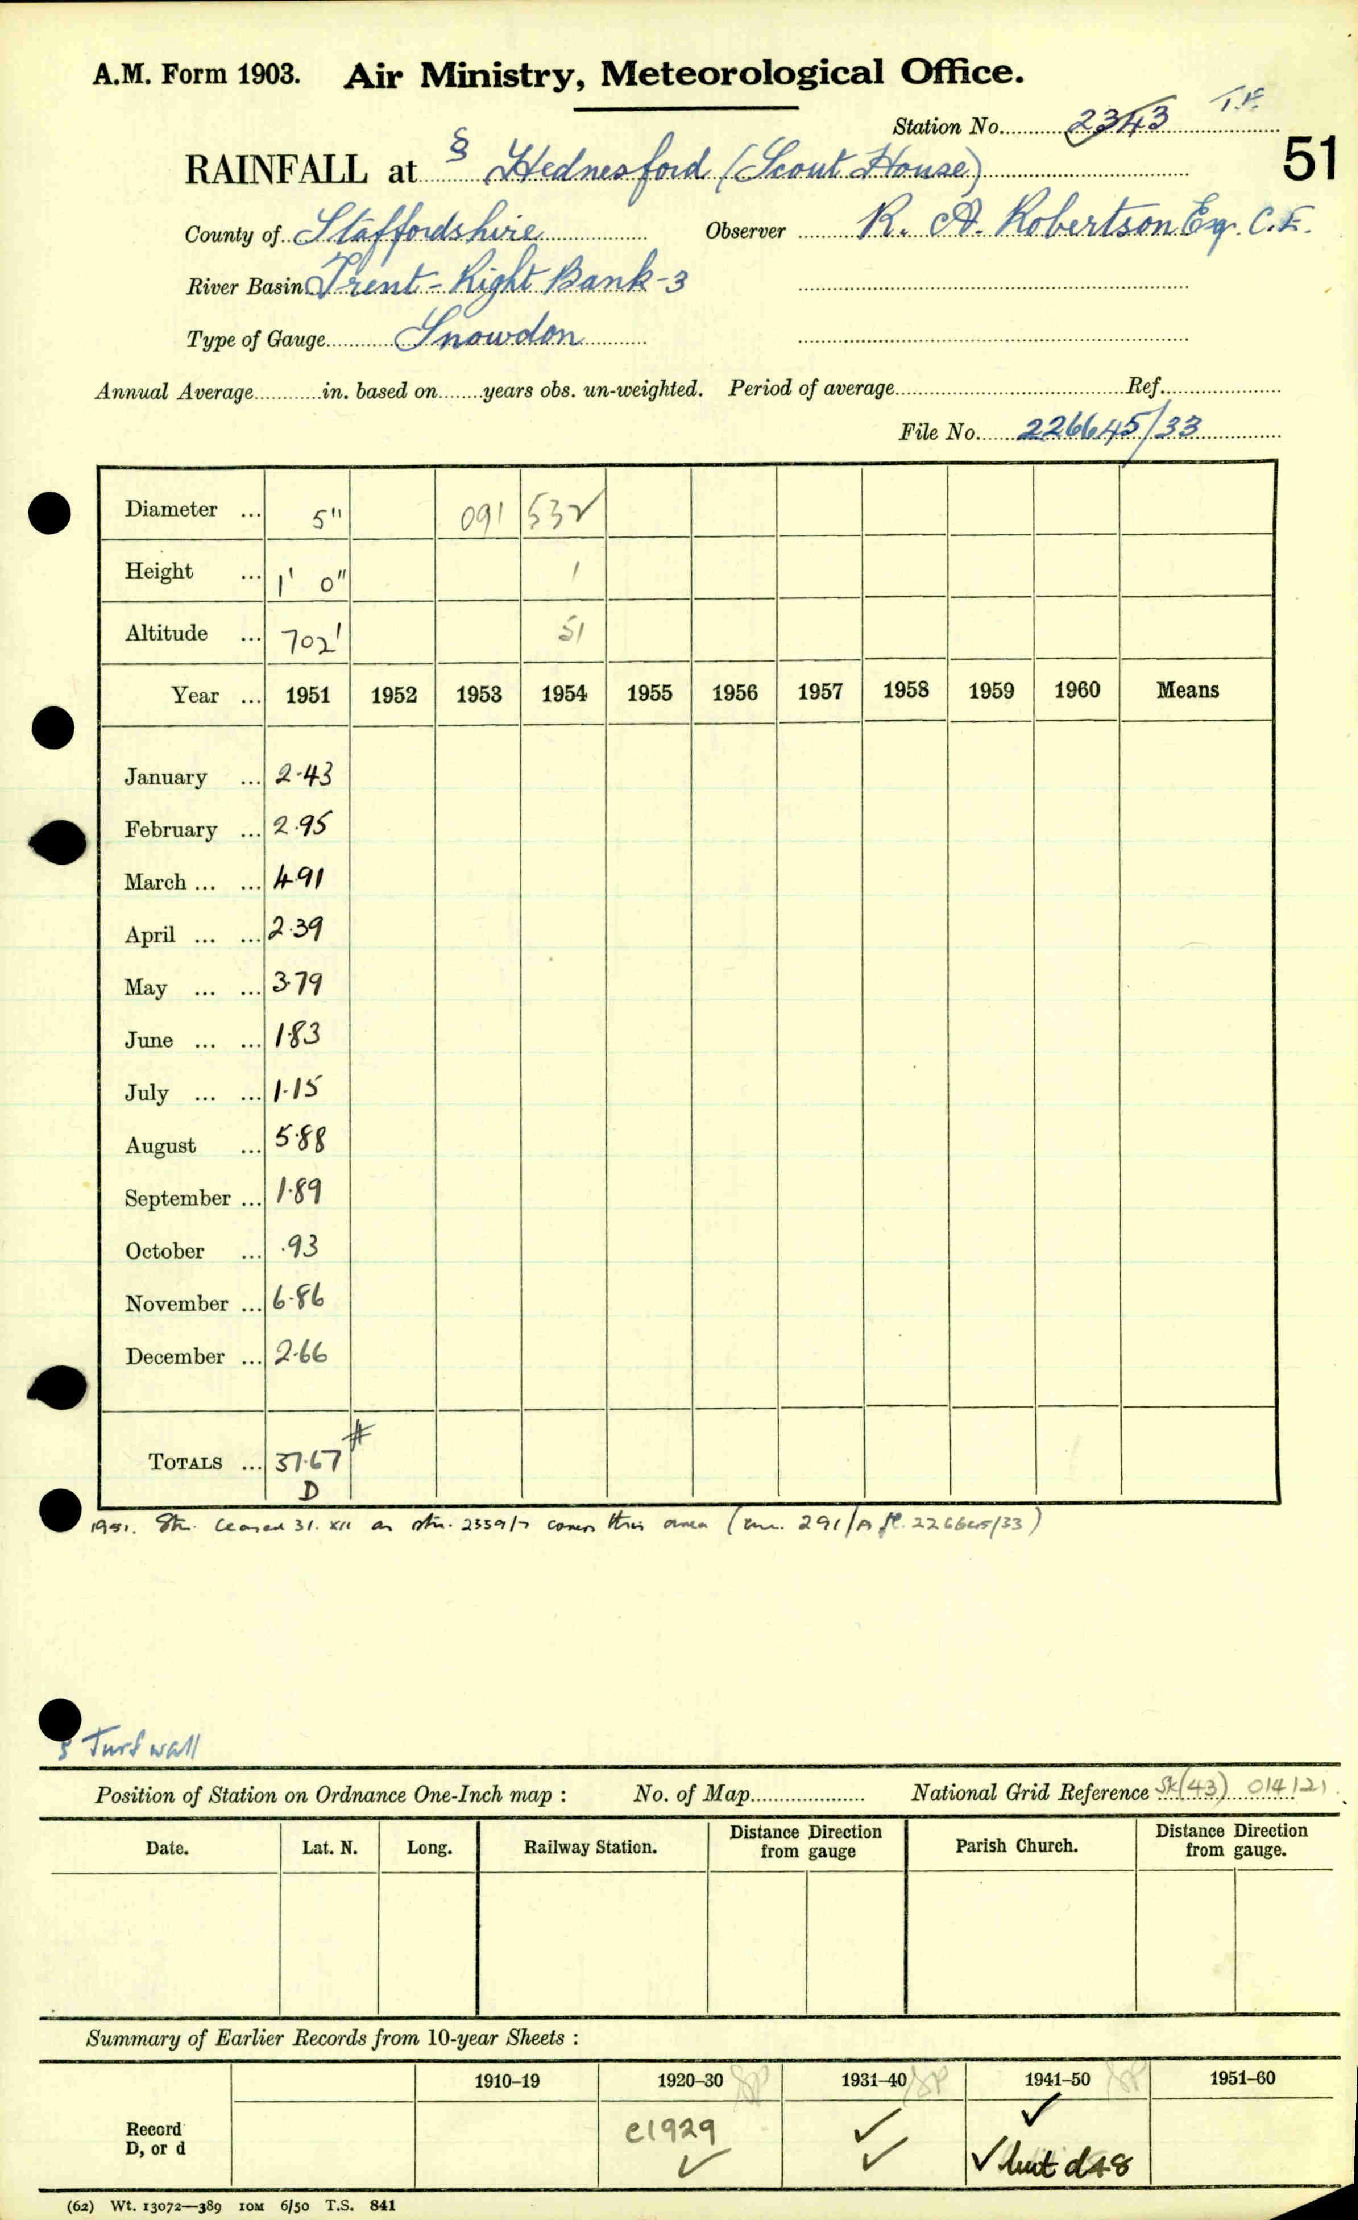 A.M. Form 1903. Air Ministry, Meteorological Office.
Station No. 2343 T.F.
51
RAINFALL at § Hednesford (Scout House)
County of Staffordshire Observer R. A. Robertson Esq. C.E.
River Basin Trent - Right Bank - 3
Type of Gauge Snowdon
Annual Average in. based on years obs. un-weighted. Period of average Ref.
File No. 226645/33
Diameter ... 5" 091 532
Height ... 1' 0" 1
Altitude ... 702' 51
Year ... 1951 1952 1953 1954 1955 1956 1957 1958 1959 1960 Means
January ... 2.43
February ... 2.95
March ... ... 4.91
April ... ... 2.39
May ... ... 3.79
June ... ... 1.83
July ... ... 1.15
August ... 5.88
September ... 1.89
October ... .93
November ... 6.86
December ... 2.66
TOTALS ... 37.67 #
D
1951. Stn. Ceased 31. XII as stn. 2359/7 covers this area ( 291/A fl. 226645/33)
§ Turf wall
Position of Station on Ordnance One-Inch map : No. of Map National Grid Reference SK(43) 014121
Date. Lat. N. Long. Railway Station. Distance from gauge Direction Parish Church. Distance from gauge. Direction
Summary of Earlier Records from 10-year Sheets :
1910-19 1920-30 1931-40 1941-50 1951-60
Record D, or d c1929 ✓ ✓ ✓ ✓ ✓ but d48
(62) Wt. 13072—389 10M 6/50 T.S. 841